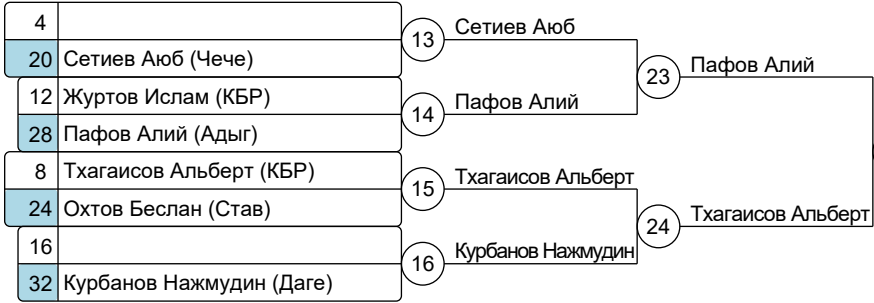 4
20 Сетиев Аюб (Чече)
13 Сетиев Аюб
12 Журтов Ислам (КБР)
28 Пафов Алий (Адыг)
14 Пафов Алий
23 Пафов Алий
8 Тхагаисов Альберт (КБР)
24 Охтов Беслан (Став)
15 Тхагаисов Альберт
16
32 Курбанов Нажмудин (Даге)
16 Курбанов Нажмудин
24 Тхагаисов Альберт